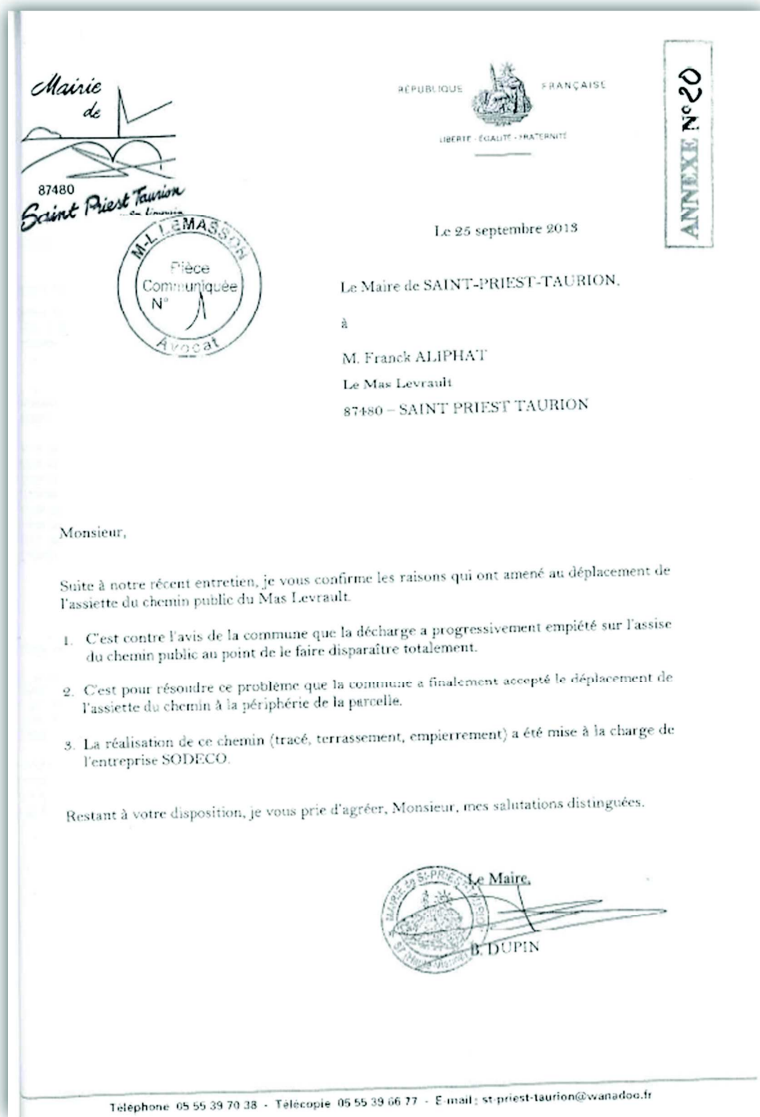 Mairie
de
87480
Saint Priest Taurion
en Limousin
RÉPUBLIQUE FRANÇAISE
LIBERTÉ - ÉGALITÉ - FRATERNITÉ
ANNEXE N°20
M-L LEMASSON
Pièce
Communiquée
N° 1
Avocat
Le 25 septembre 2013
Le Maire de SAINT-PRIEST-TAURION,
à
M. Franck ALIPHAT
Le Mas Levrault
87480 – SAINT PRIEST TAURION
Monsieur,
Suite à notre récent entretien, je vous confirme les raisons qui ont amené au déplacement de
l'assiette du chemin public du Mas Levrault.
1. C'est contre l'avis de la commune que la décharge a progressivement empiété sur l'assise
du chemin public au point de le faire disparaître totalement.
2. C'est pour résoudre ce problème que la commune a finalement accepté le déplacement de
l'assiette du chemin à la périphérie de la parcelle.
3. La réalisation de ce chemin (tracé, terrassement, empierrement) a été mise à la charge de
l'entreprise SODECO.
Restant à votre disposition, je vous prie d'agréer, Monsieur, mes salutations distinguées.
Le Maire,
MAIRIE de St-PRIEST-TAURION
B. DUPIN
Téléphone 05 55 39 70 38 - Télécopie 05 55 39 66 77 - E-mail : st-priest-taurion@wanadoo.fr